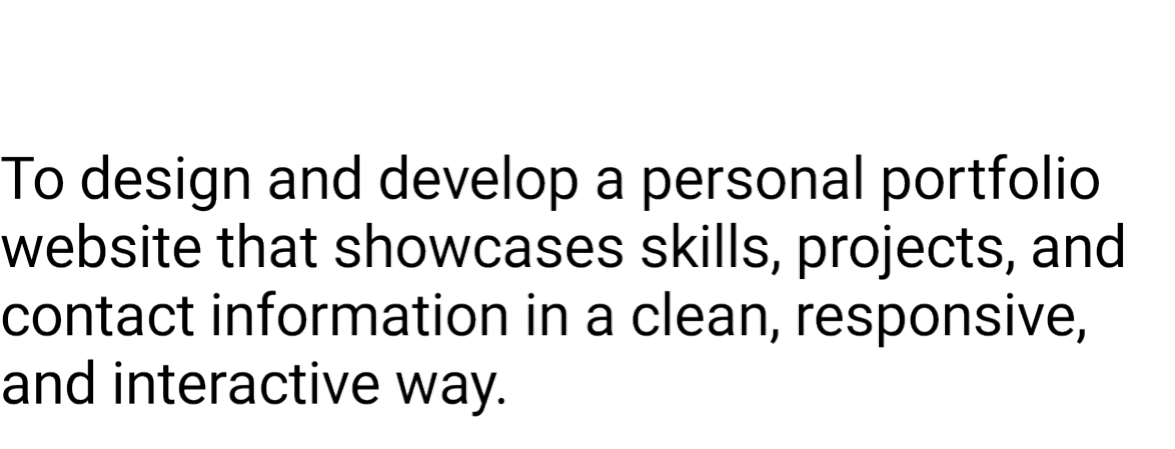 To design and develop a personal portfolio
website that showcases skills, projects, and
contact information in a clean, responsive,
and interactive way.